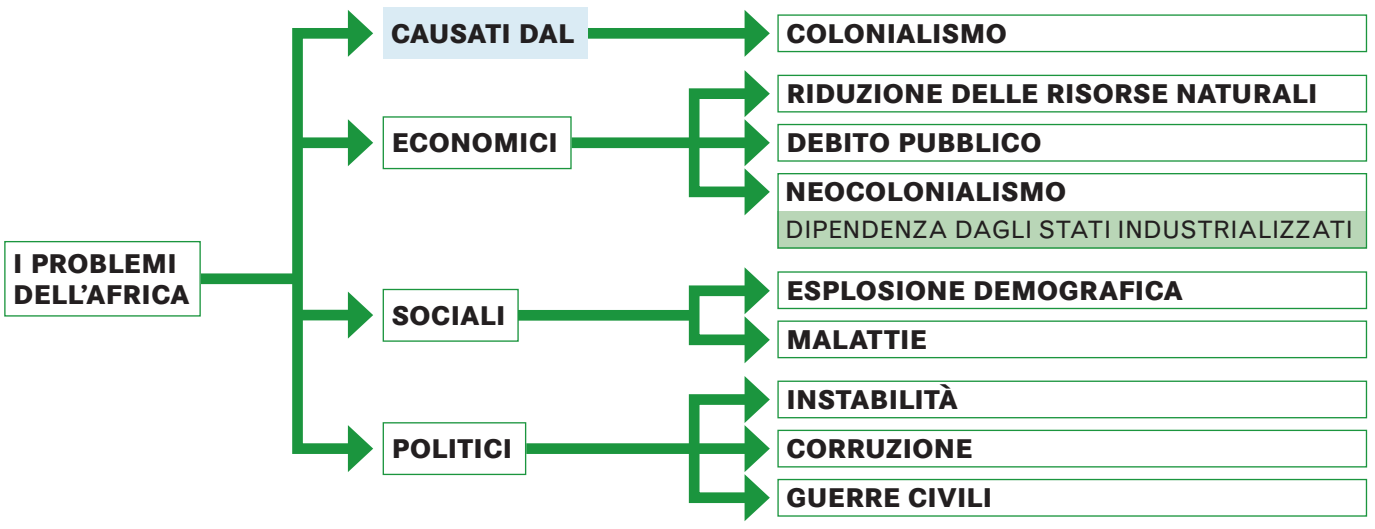 I PROBLEMI
DELL'AFRICA
CAUSATI DAL
COLONIALISMO
ECONOMICI
RIDUZIONE DELLE RISORSE NATURALI
DEBITO PUBBLICO
NEOCOLONIALISMO
DIPENDENZA DAGLI STATI INDUSTRIALIZZATI
SOCIALI
ESPLOSIONE DEMOGRAFICA
MALATTIE
POLITICI
INSTABILITÀ
CORRUZIONE
GUERRE CIVILI